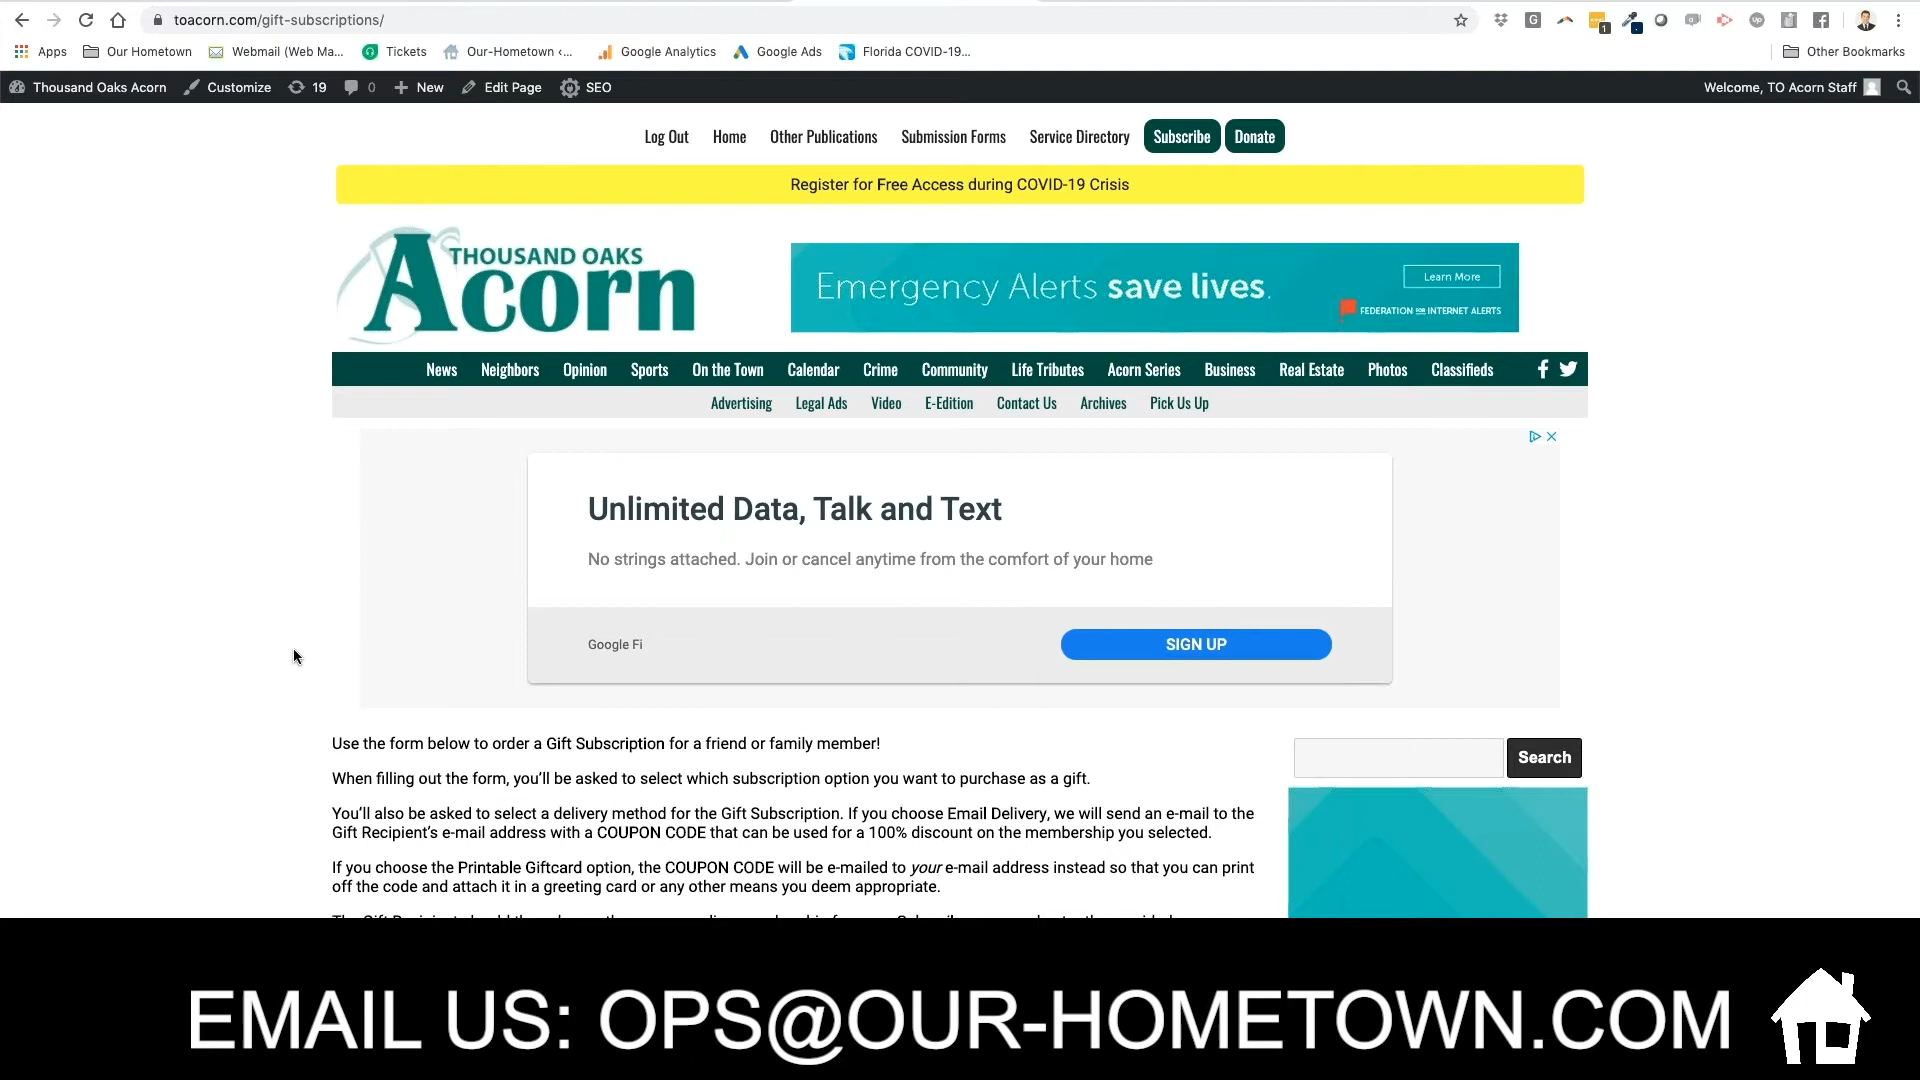 toacorn.com/gift-subscriptions/
Apps Our Hometown Webmail (Web Ma... Tickets Our-Hometown ‹... Google Analytics Google Ads Florida COVID-19... Other Bookmarks
Thousand Oaks Acorn Customize 19 0 New Edit Page SEO Welcome, TO Acorn Staff
Log Out Home Other Publications Submission Forms Service Directory Subscribe Donate
Register for Free Access during COVID-19 Crisis
THOUSAND OAKS
Acorn
Emergency Alerts save lives.
Learn More
FEDERATION FOR INTERNET ALERTS
News Neighbors Opinion Sports On the Town Calendar Crime Community Life Tributes Acorn Series Business Real Estate Photos Classifieds
Advertising Legal Ads Video E-Edition Contact Us Archives Pick Us Up
Unlimited Data, Talk and Text
No strings attached. Join or cancel anytime from the comfort of your home
Google Fi SIGN UP
Use the form below to order a Gift Subscription for a friend or family member!
When filling out the form, you’ll be asked to select which subscription option you want to purchase as a gift.
You’ll also be asked to select a delivery method for the Gift Subscription. If you choose Email Delivery, we will send an e-mail to the
Gift Recipient’s e-mail address with a COUPON CODE that can be used for a 100% discount on the membership you selected.
If you choose the Printable Giftcard option, the COUPON CODE will be e-mailed to your e-mail address instead so that you can print
off the code and attach it in a greeting card or any other means you deem appropriate.
Search
EMAIL US: OPS@OUR-HOMETOWN.COM